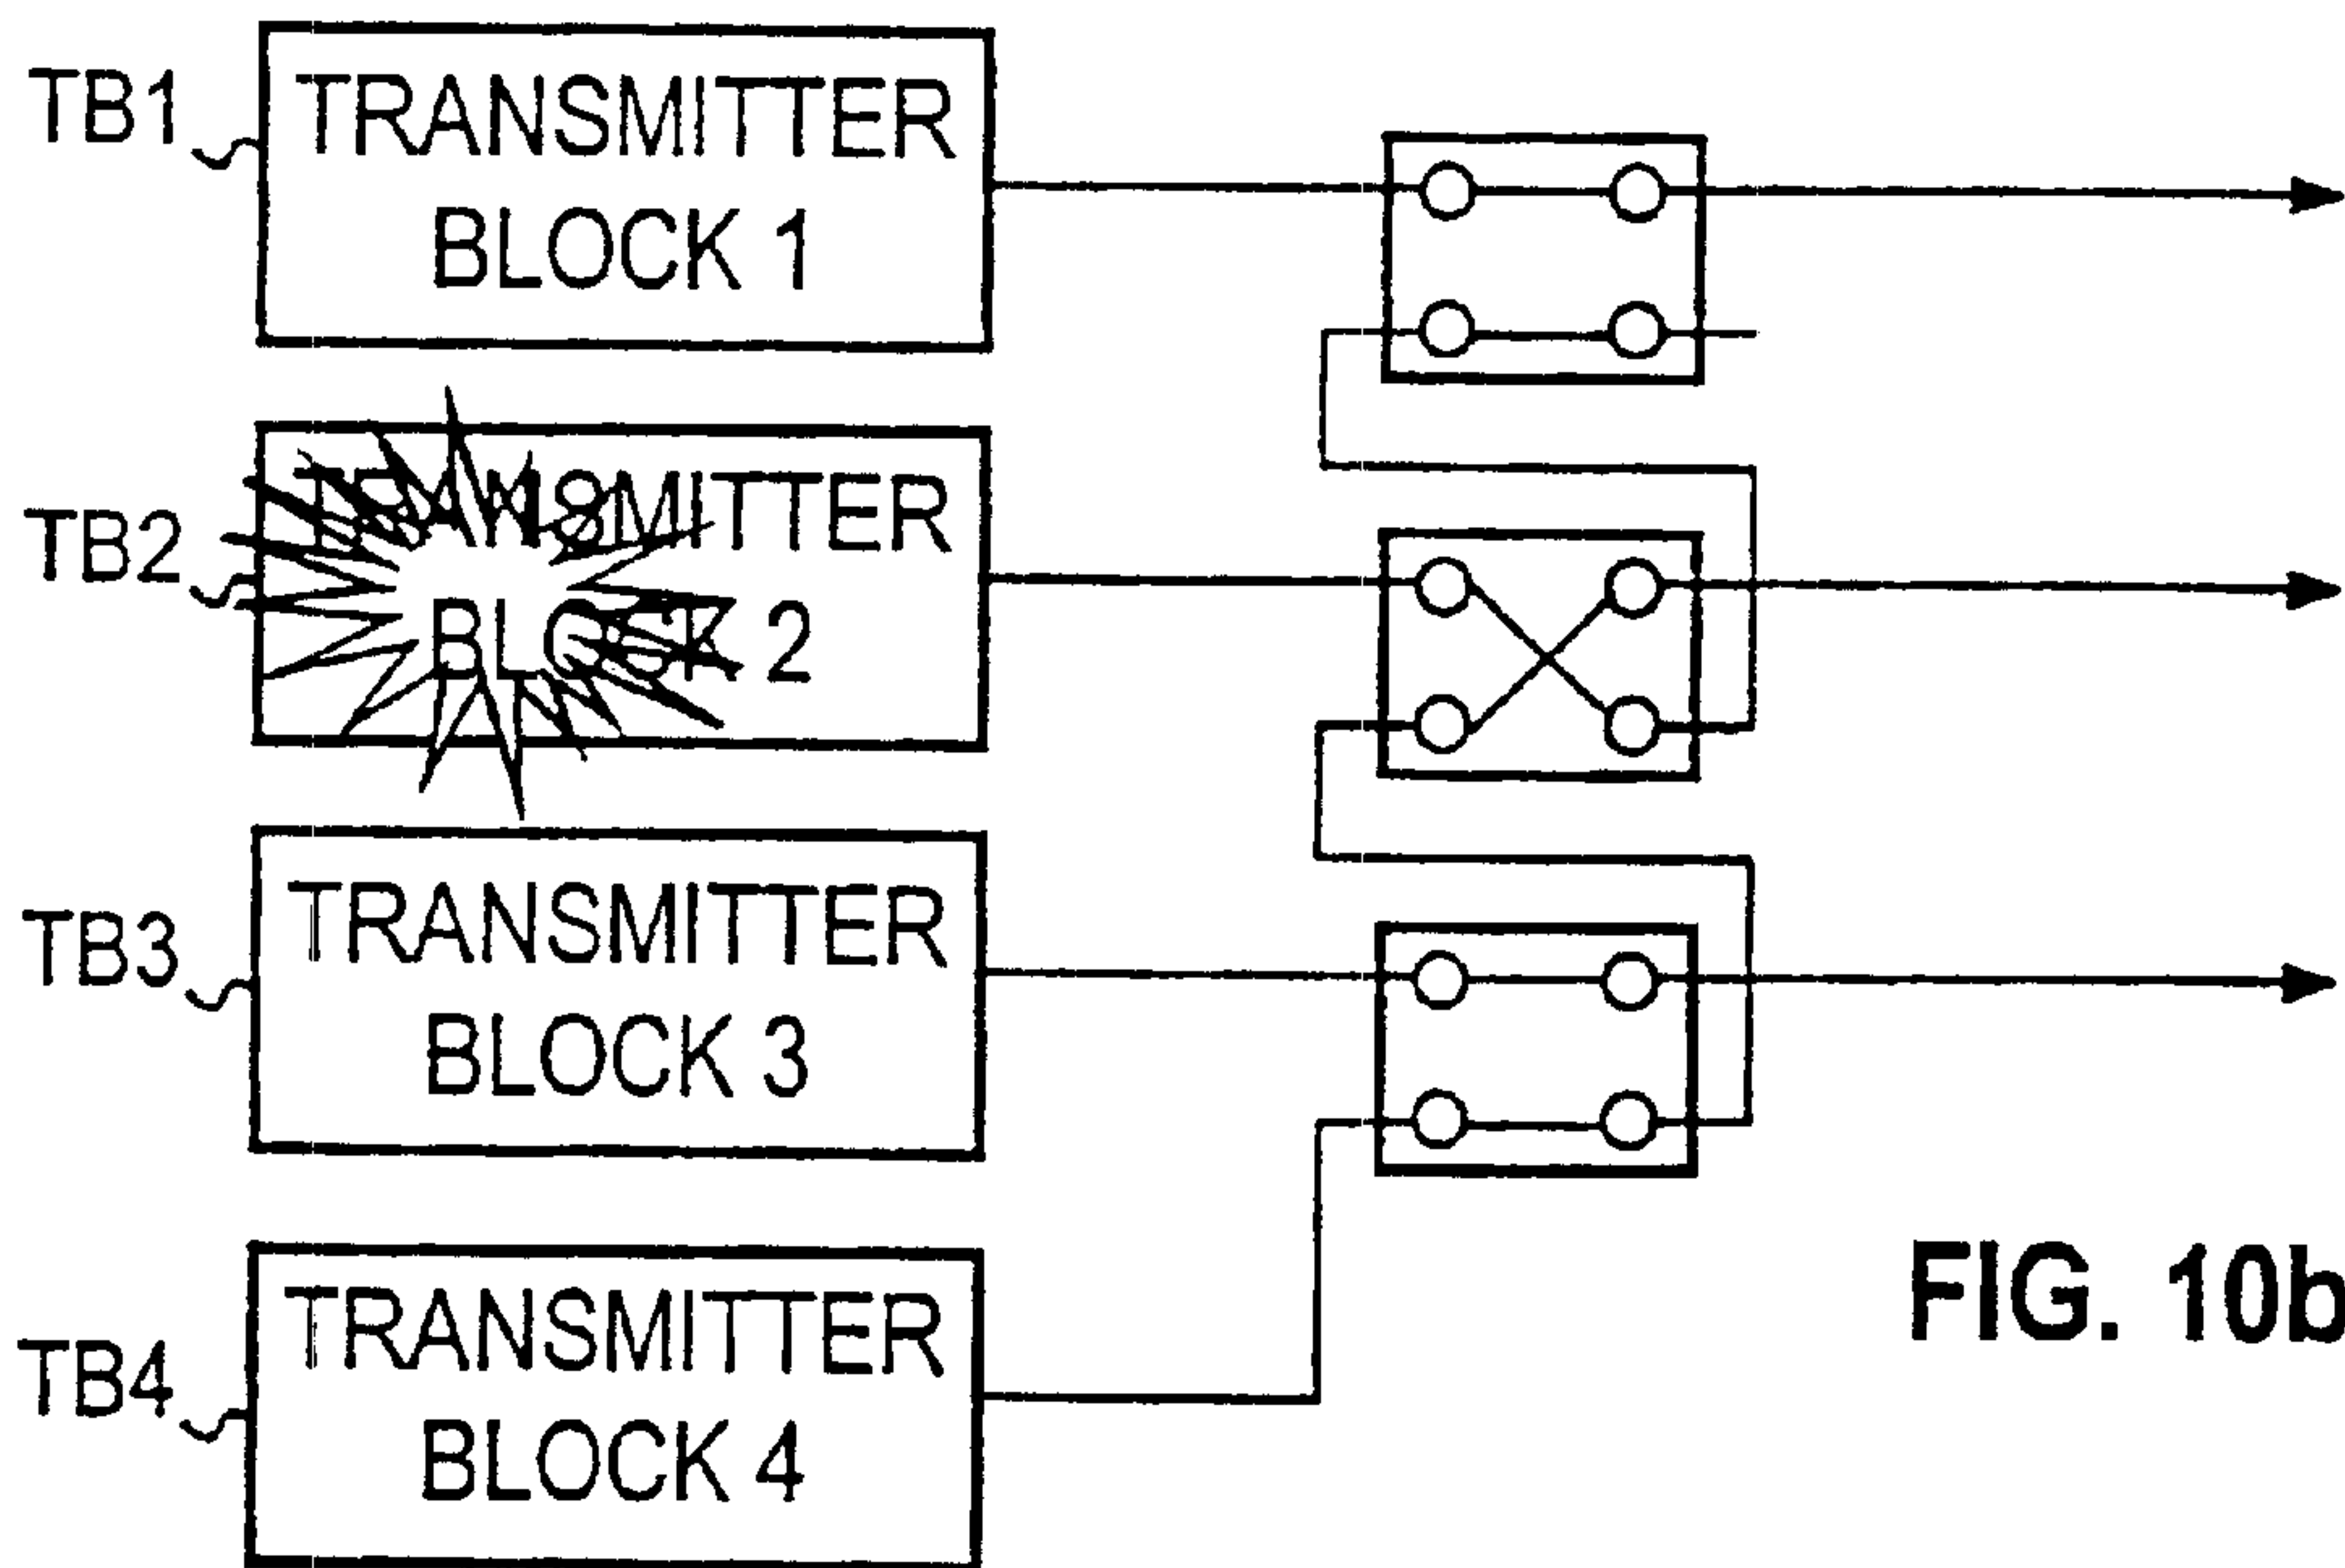 TB1
TRANSMITTER
BLOCK 1
TB2
TRANSMITTER
BLOCK 2
TB3
TRANSMITTER
BLOCK 3
TB4
TRANSMITTER
BLOCK 4
FIG. 10b